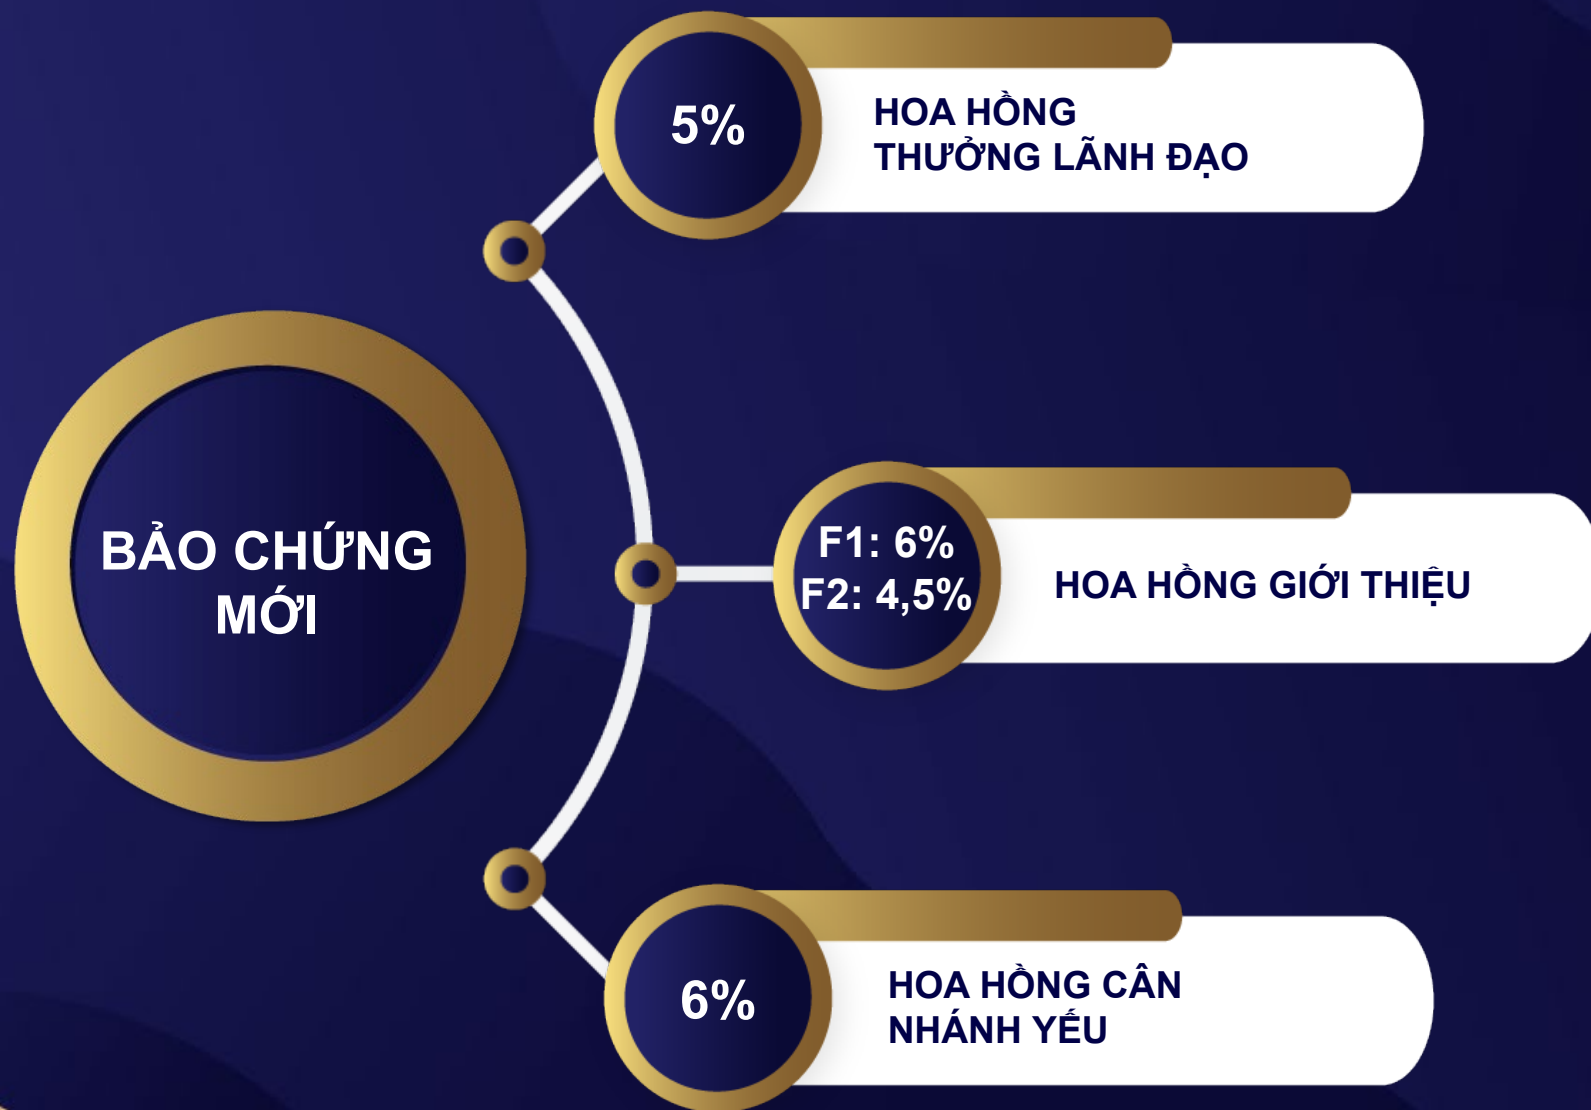 5%
HOA HỒNG
THƯỞNG LÃNH ĐẠO
BẢO CHỨNG
MỚI
F1: 6%
F2: 4,5%
HOA HỒNG GIỚI THIỆU
6%
HOA HỒNG CÂN
NHÁNH YẾU